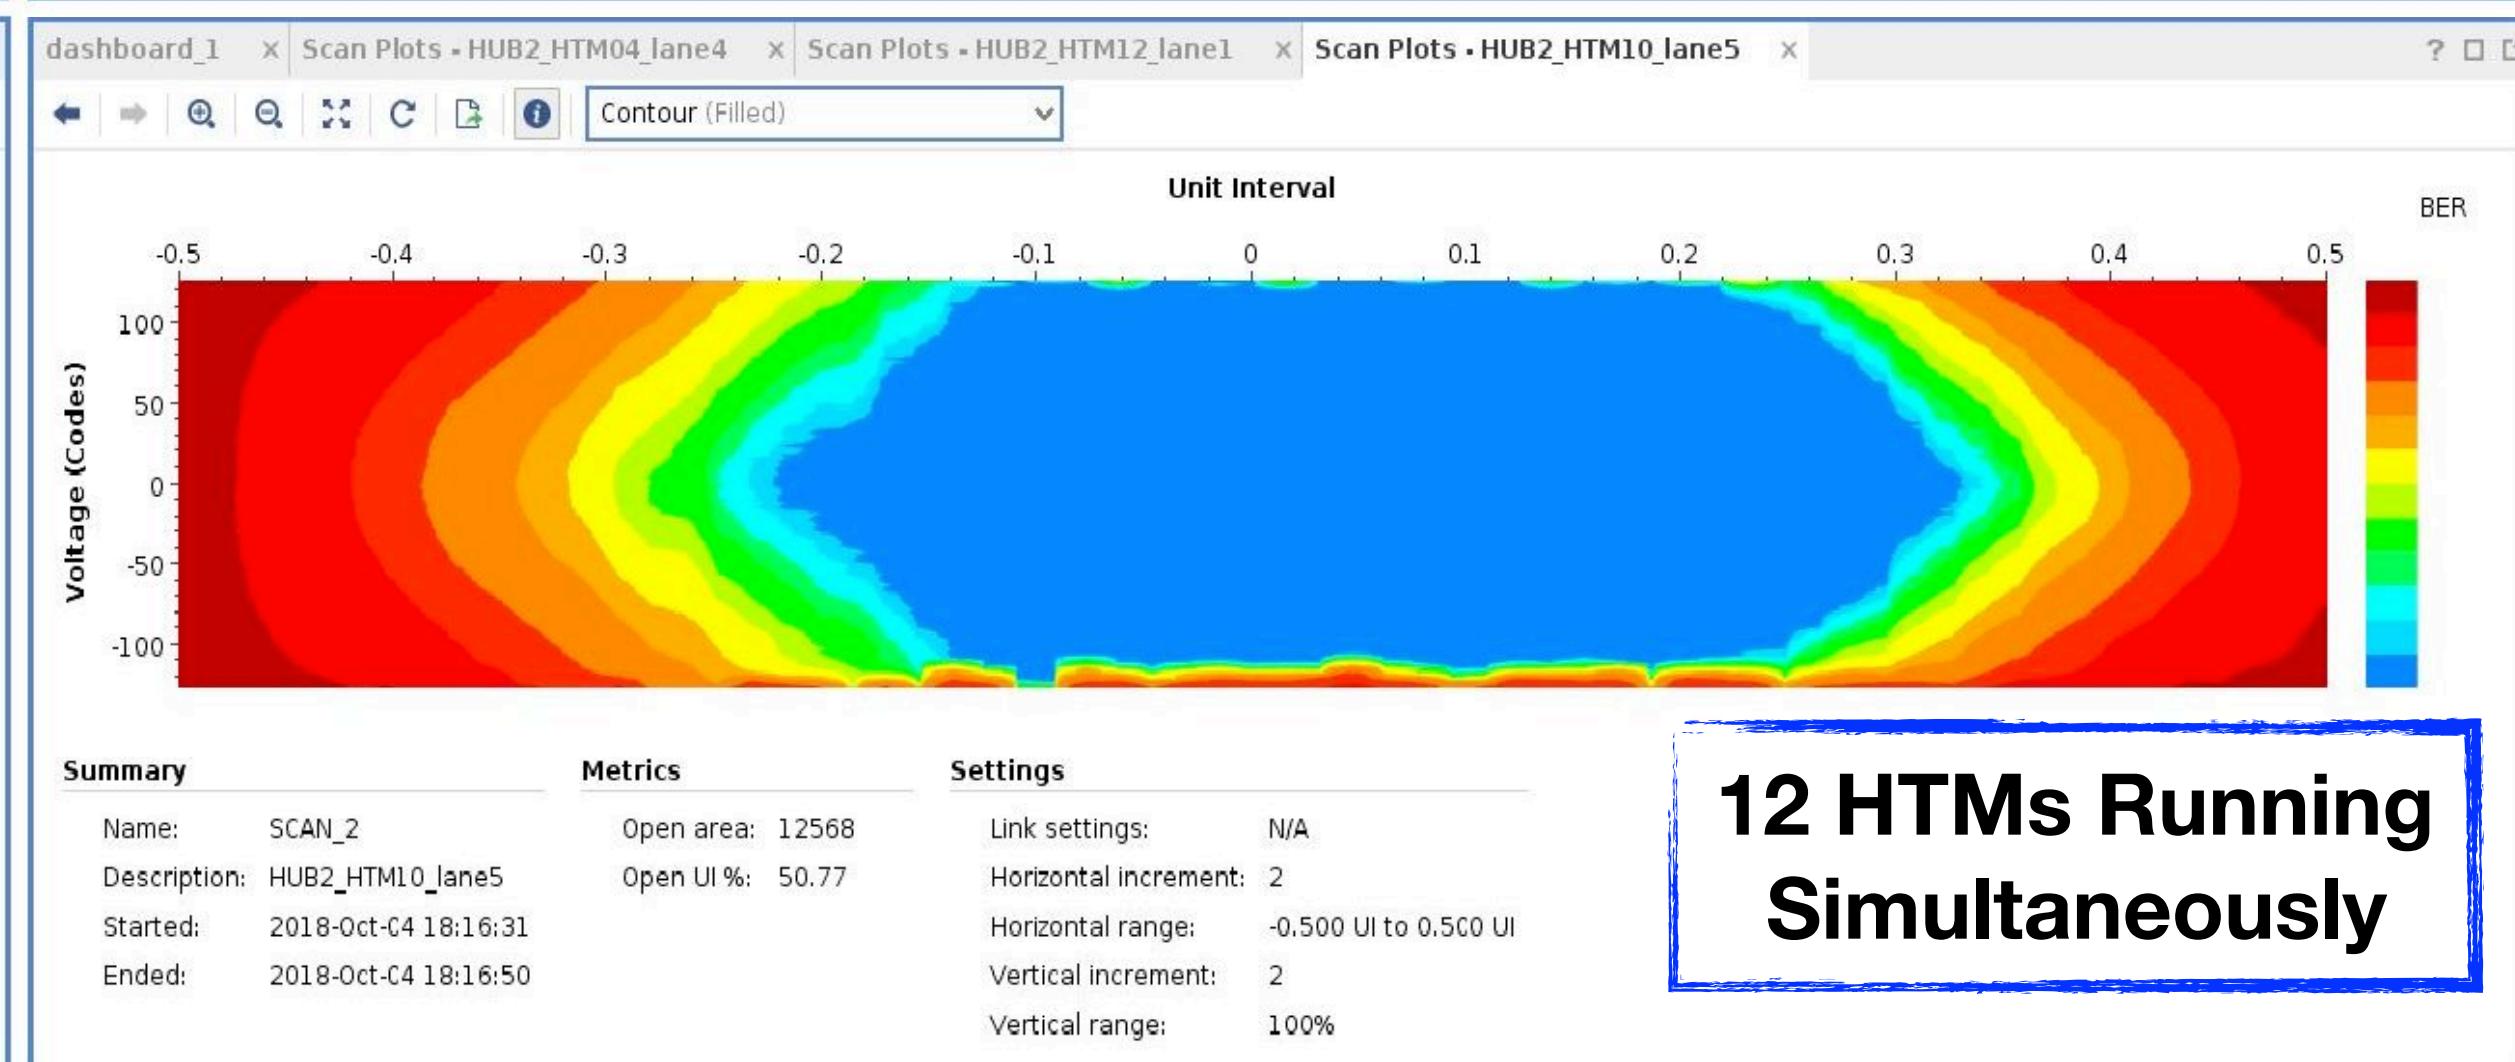 dashboard_1 x Scan Plots - HUB2_HTM04_lane4 x Scan Plots - HUB2_HTM12_lane1 x Scan Plots - HUB2_HTM10_lane5 x ?
Contour (Filled)
Unit Interval
BER
-0.5 -0.4 -0.3 -0.2 -0.1 0 0.1 0.2 0.3 0.4 0.5
Voltage (Codes)
100
50
0
-50
-100
Summary
Name: SCAN_2
Description: HUB2_HTM10_lane5
Started: 2018-Oct-04 18:16:31
Ended: 2018-Oct-04 18:16:50
Metrics
Open area: 12568
Open UI %: 50.77
Settings
Link settings: N/A
Horizontal increment: 2
Horizontal range: -0.500 UI to 0.500 UI
Vertical increment: 2
Vertical range: 100%
12 HTMs Running
Simultaneously